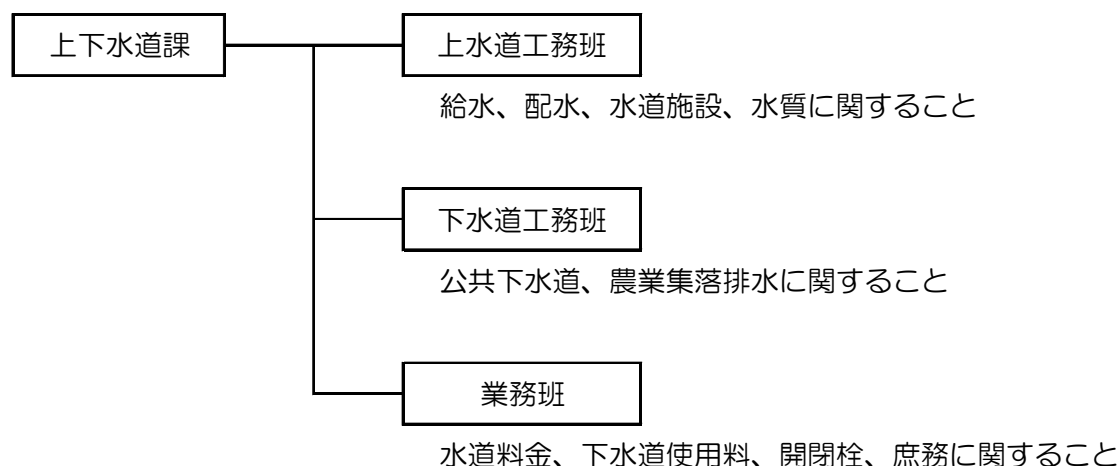 上下水道課
上水道工務班
給水、配水、水道施設、水質に関すること
下水道工務班
公共下水道、農業集落排水に関すること
業務班
水道料金、下水道使用料、開閉栓、庶務に関すること